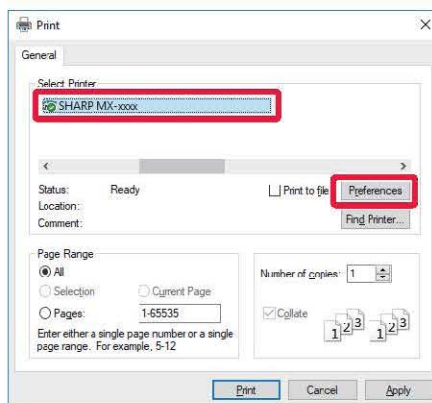 Print
General
Select Printer
SHARP MX-xxxx
Status: Ready
Print to file
Preferences
Location:
Comment:
Find Printer...
Page Range
All
Selection
Current Page
Pages: 1-65535
Enter either a single page number or a single
page range. For example, 5-12
Number of copies: 1
Collate
1 2 3 1 2 3
Print Cancel Apply